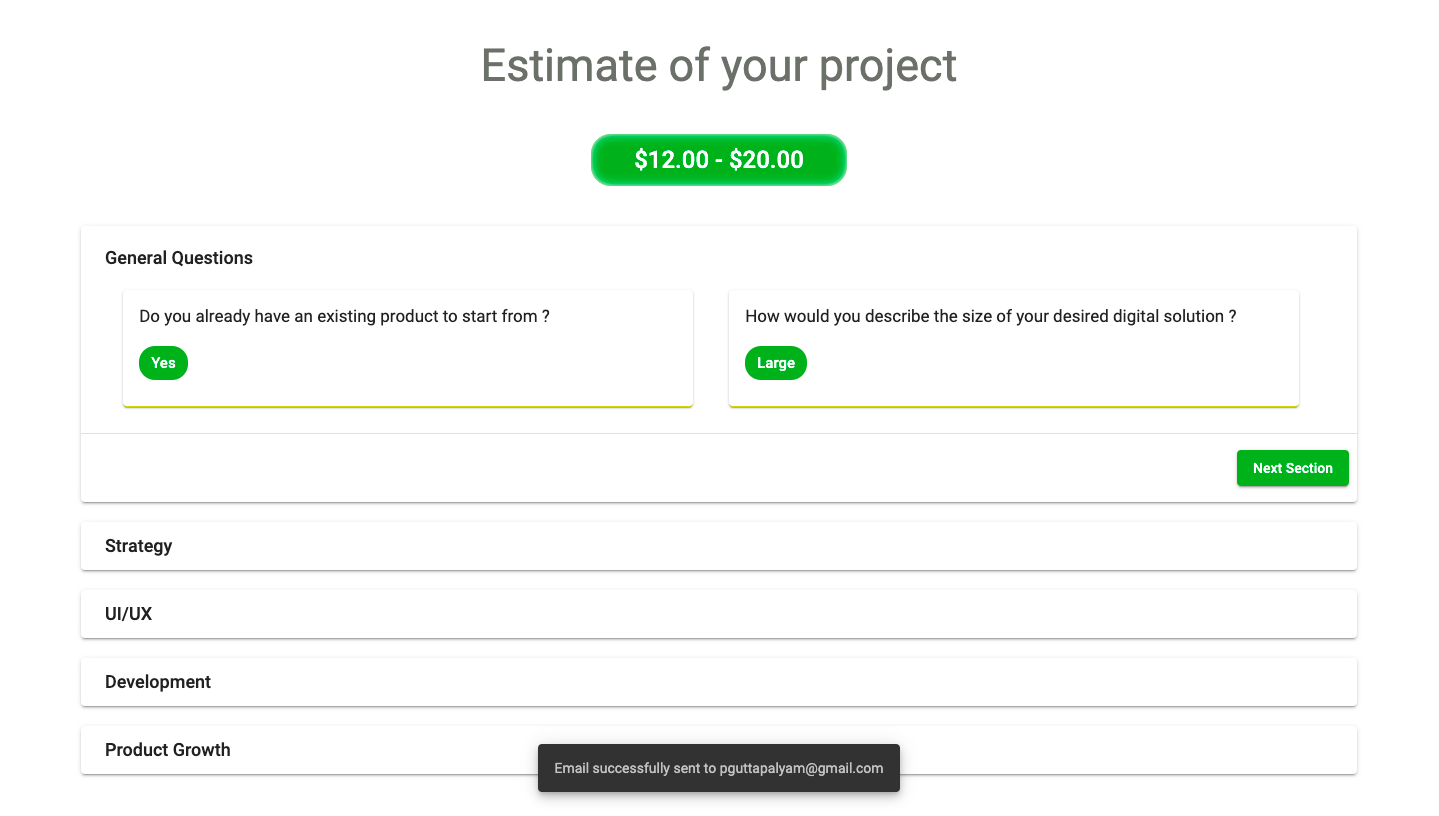 Estimate of your project
$12.00 - $20.00
General Questions
Do you already have an existing product to start from ?
Yes
How would you describe the size of your desired digital solution ?
Large
Next Section
Strategy
UI/UX
Development
Product Growth
Email successfully sent to pguttapalyam@gmail.com